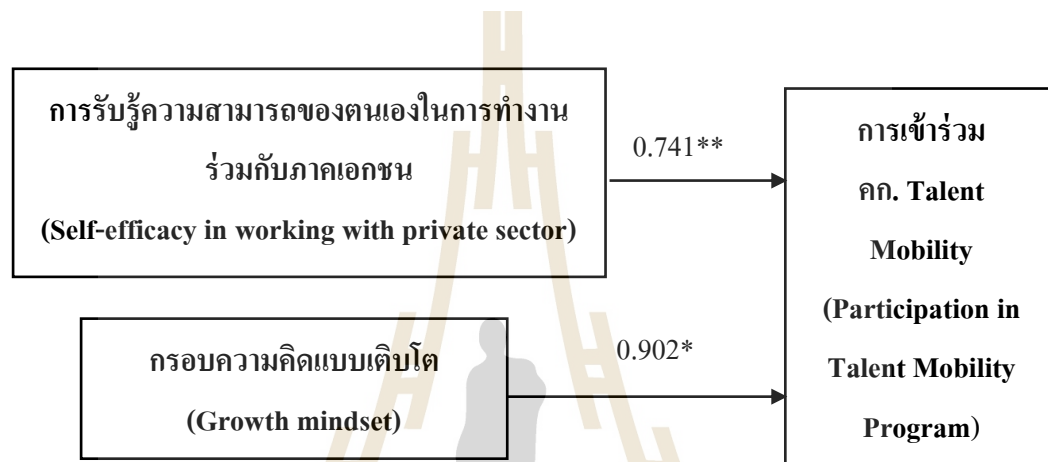 การรับรู้ความสามารถของตนเองในการทำงาน
ร่วมกับภาคเอกชน
(Self-efficacy in working with private sector)
0.741**
กรอบความคิดแบบเติบโต
(Growth mindset)
0.902*
การเข้าร่วม
คก. Talent
Mobility
(Participation in
Talent Mobility
Program)